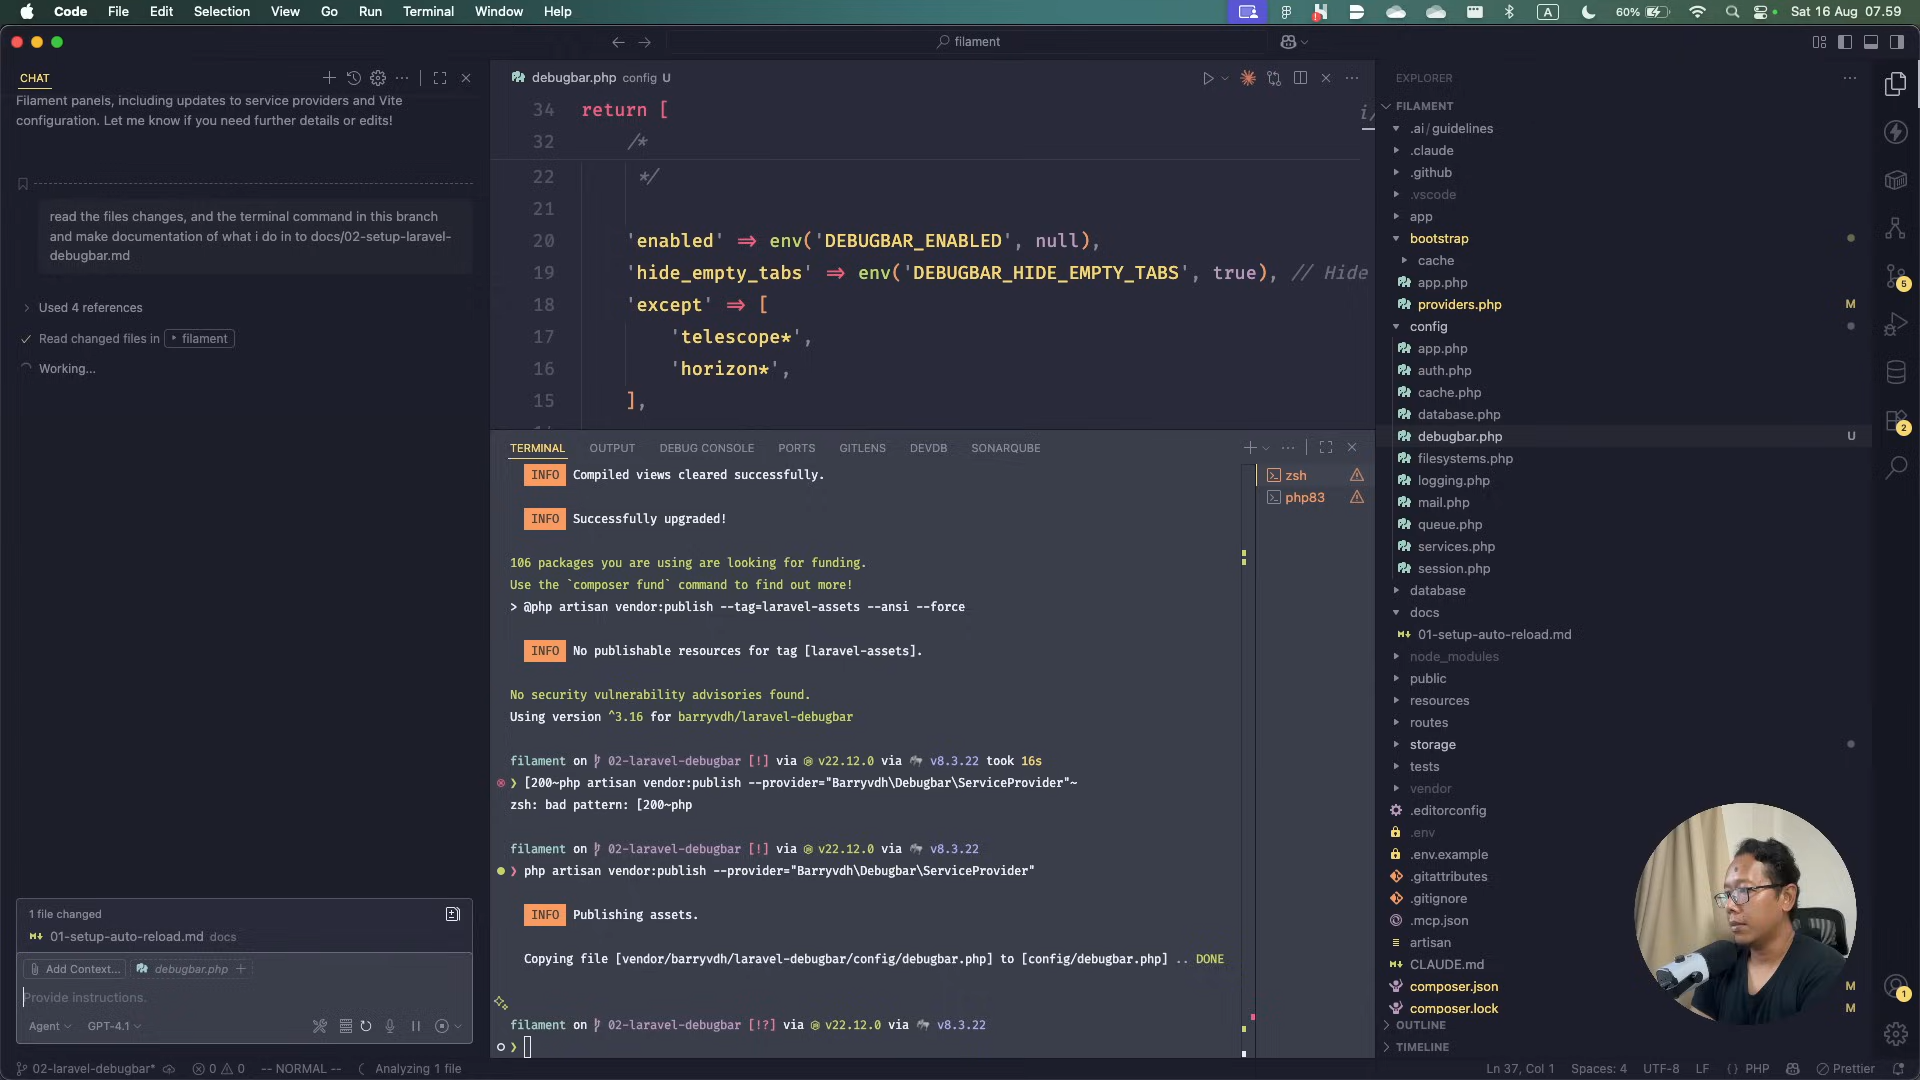 Code File Edit Selection View Go Run Terminal Window Help
60% Sat 16 Aug 07.59
filament
CHAT
Filament panels, including updates to service providers and Vite
configuration. Let me know if you need further details or edits!
read the files changes, and the terminal command in this branch
and make documentation of what i do in to docs/02-setup-laravel-
debugbar.md
Used 4 references
Read changed files in filament
Working...
1 file changed
01-setup-auto-reload.md docs
Add Context... debugbar.php
Provide instructions.
Agent GPT-4.1
debugbar.php config U
34 return [
32 /*
22 */
21
20 'enabled' => env('DEBUGBAR_ENABLED', null),
19 'hide_empty_tabs' => env('DEBUGBAR_HIDE_EMPTY_TABS', true), // Hide
18 'except' => [
17 'telescope*',
16 'horizon*',
15 ],
TERMINAL OUTPUT DEBUG CONSOLE PORTS GITLENS DEVDB SONARQUBE
INFO Compiled views cleared successfully.
INFO Successfully upgraded!
106 packages you are using are looking for funding.
Use the `composer fund` command to find out more!
> @php artisan vendor:publish --tag=laravel-assets --ansi --force
INFO No publishable resources for tag [laravel-assets].
No security vulnerability advisories found.
Using version ^3.16 for barryvdh/laravel-debugbar
filament on 02-laravel-debugbar [!] via v22.12.0 via v8.3.22 took 16s
❯ [200~php artisan vendor:publish --provider="Barryvdh\Debugbar\ServiceProvider"~
zsh: bad pattern: [200~php
filament on 02-laravel-debugbar [!] via v22.12.0 via v8.3.22
❯ php artisan vendor:publish --provider="Barryvdh\Debugbar\ServiceProvider"
INFO Publishing assets.
Copying file [vendor/barryvdh/laravel-debugbar/config/debugbar.php] to [config/debugbar.php] .. DONE
filament on 02-laravel-debugbar [!?] via v22.12.0 via v8.3.22
❯
zsh
php83
EXPLORER
FILAMENT
.ai/guidelines
.claude
.github
.vscode
app
bootstrap
cache
app.php
providers.php M
config
app.php
auth.php
cache.php
database.php
debugbar.php U
filesystems.php
logging.php
mail.php
queue.php
services.php
session.php
database
docs
01-setup-auto-reload.md
node_modules
public
resources
routes
storage
tests
vendor
.editorconfig
.env
.env.example
.gitattributes
.gitignore
.mcp.json
artisan
CLAUDE.md
composer.json M
composer.lock M
OUTLINE
TIMELINE
5
2
1
02-laravel-debugbar* 0 0 -- NORMAL -- Analyzing 1 file
Ln 37, Col 1 Spaces: 4 UTF-8 LF { } PHP Prettier